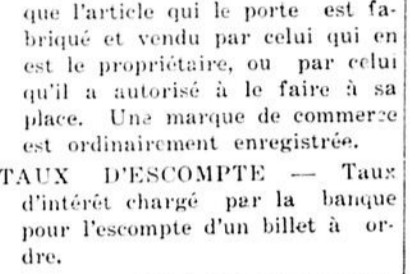 que l'article qui le porte est fa-
briqué et vendu par celui qui en
est le propriétaire, ou par celui
qu'il a autorisé à le faire à sa
place. Une marque de commerce
est ordinairement enregistrée.
TAUX D'ESCOMPTE — Taux
d'intérêt chargé par la banque
pour l'escompte d'un billet à or-
dre.